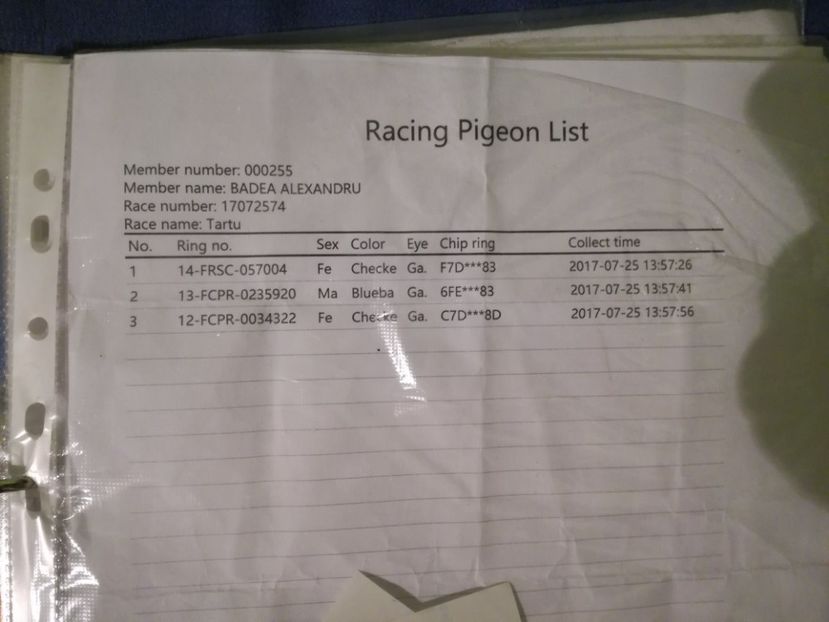 Racing Pigeon List
Member number: 000255
Member name: BADEA ALEXANDRU
Race number: 17072574
Race name: Tartu
No. Ring no. Sex Color Eye Chip ring Collect time
1 14-FRSC-057004 Fe Checke Ga. F7D***83 2017-07-25 13:57:26
2 13-FCPR-0235920 Ma Blueba Ga. 6FE***83 2017-07-25 13:57:41
3 12-FCPR-0034322 Fe Checke Ga. C7D***8D 2017-07-25 13:57:56